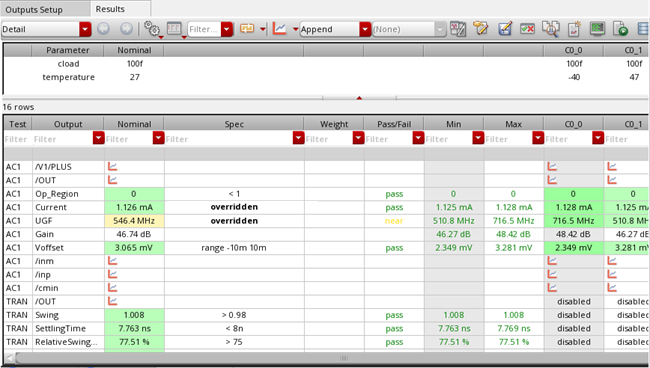 Outputs Setup Results
Detail Filter... Append (None)
Parameter Nominal C0_0 C0_1
cload 100f 100f 100f
temperature 27 -40 47
16 rows
Test Output Nominal Spec Weight Pass/Fail Min Max C0_0 C0_1
Filter Filter Filter Filter Filter Filter Filter Filter Filter Filter
AC1 /V1/PLUS
AC1 /OUT
AC1 Op_Region 0 < 1 pass 0 0 0 0
AC1 Current 1.126 mA overridden pass 1.125 mA 1.128 mA 1.128 mA 1.125 m
AC1 UGF 546.4 MHz overridden near 510.8 MHz 716.5 MHz 716.5 MHz 510.8 M
AC1 Gain 46.74 dB 46.27 dB 48.42 dB 48.42 dB 46.27 d
AC1 Voffset 3.065 mV range -10m 10m pass 2.349 mV 3.281 mV 2.349 mV 3.281 m
AC1 /inm
AC1 /inp
AC1 /cmin
TRAN /OUT disabled disabled
TRAN Swing 1.008 > 0.98 pass 1.008 1.008 disabled disabled
TRAN SettlingTime 7.763 ns < 8n pass 7.763 ns 7.769 ns disabled disabled
TRAN RelativeSwing... 77.51 % > 75 pass 77.51 % 77.51 % disabled disabled